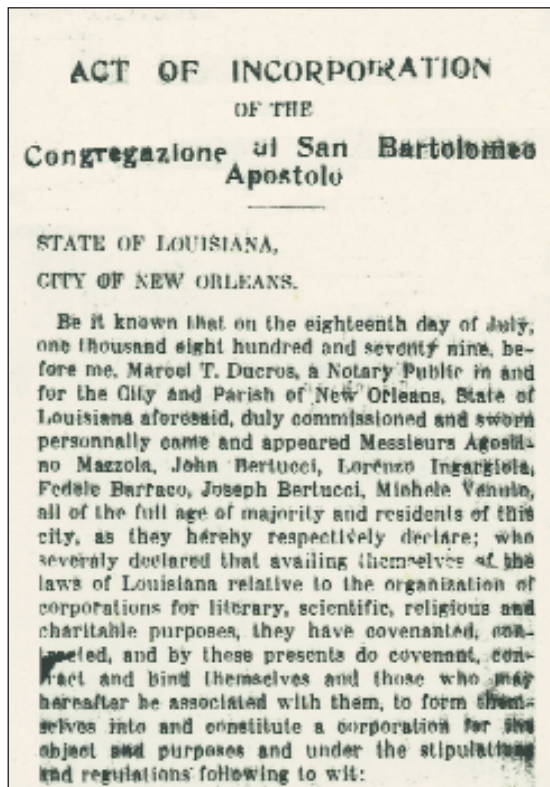 ACT OF INCORPORATION
OF THE
Congregazione ui San Bartolomeo
Apostolo
STATE OF LOUISIANA,
CITY OF NEW ORLEANS.
Be it known that on the eighteenth day of July,
one thousand eight hundred and seventy nine, be-
fore me, Marcel T. Ducros, a Notary Public in and
for the City and Parish of New Orleans, State of
Louisiana aforesaid, duly commissioned and sworn
personnally came and appeared Messieurs Agosti-
no Mazzola, John Bertucci, Lorenzo Ingargiola,
Fedele Barraco, Joseph Bertucci, Michele Venuto,
all of the full age of majority and residents of this
city, as they hereby respectively declare; who
severaly declared that availing themselves of the
laws of Louisiana relative to the organization of
corporations for literary, scientific, religious and
charitable purposes, they have covenanted, con-
tracted, and by these presents do covenant, con-
tract and bind themselves and those who may
hereafter be associated with them, to form them-
selves into and constitute a corporation for the
object and purposes and under the stipulations
and regulations following to wit: